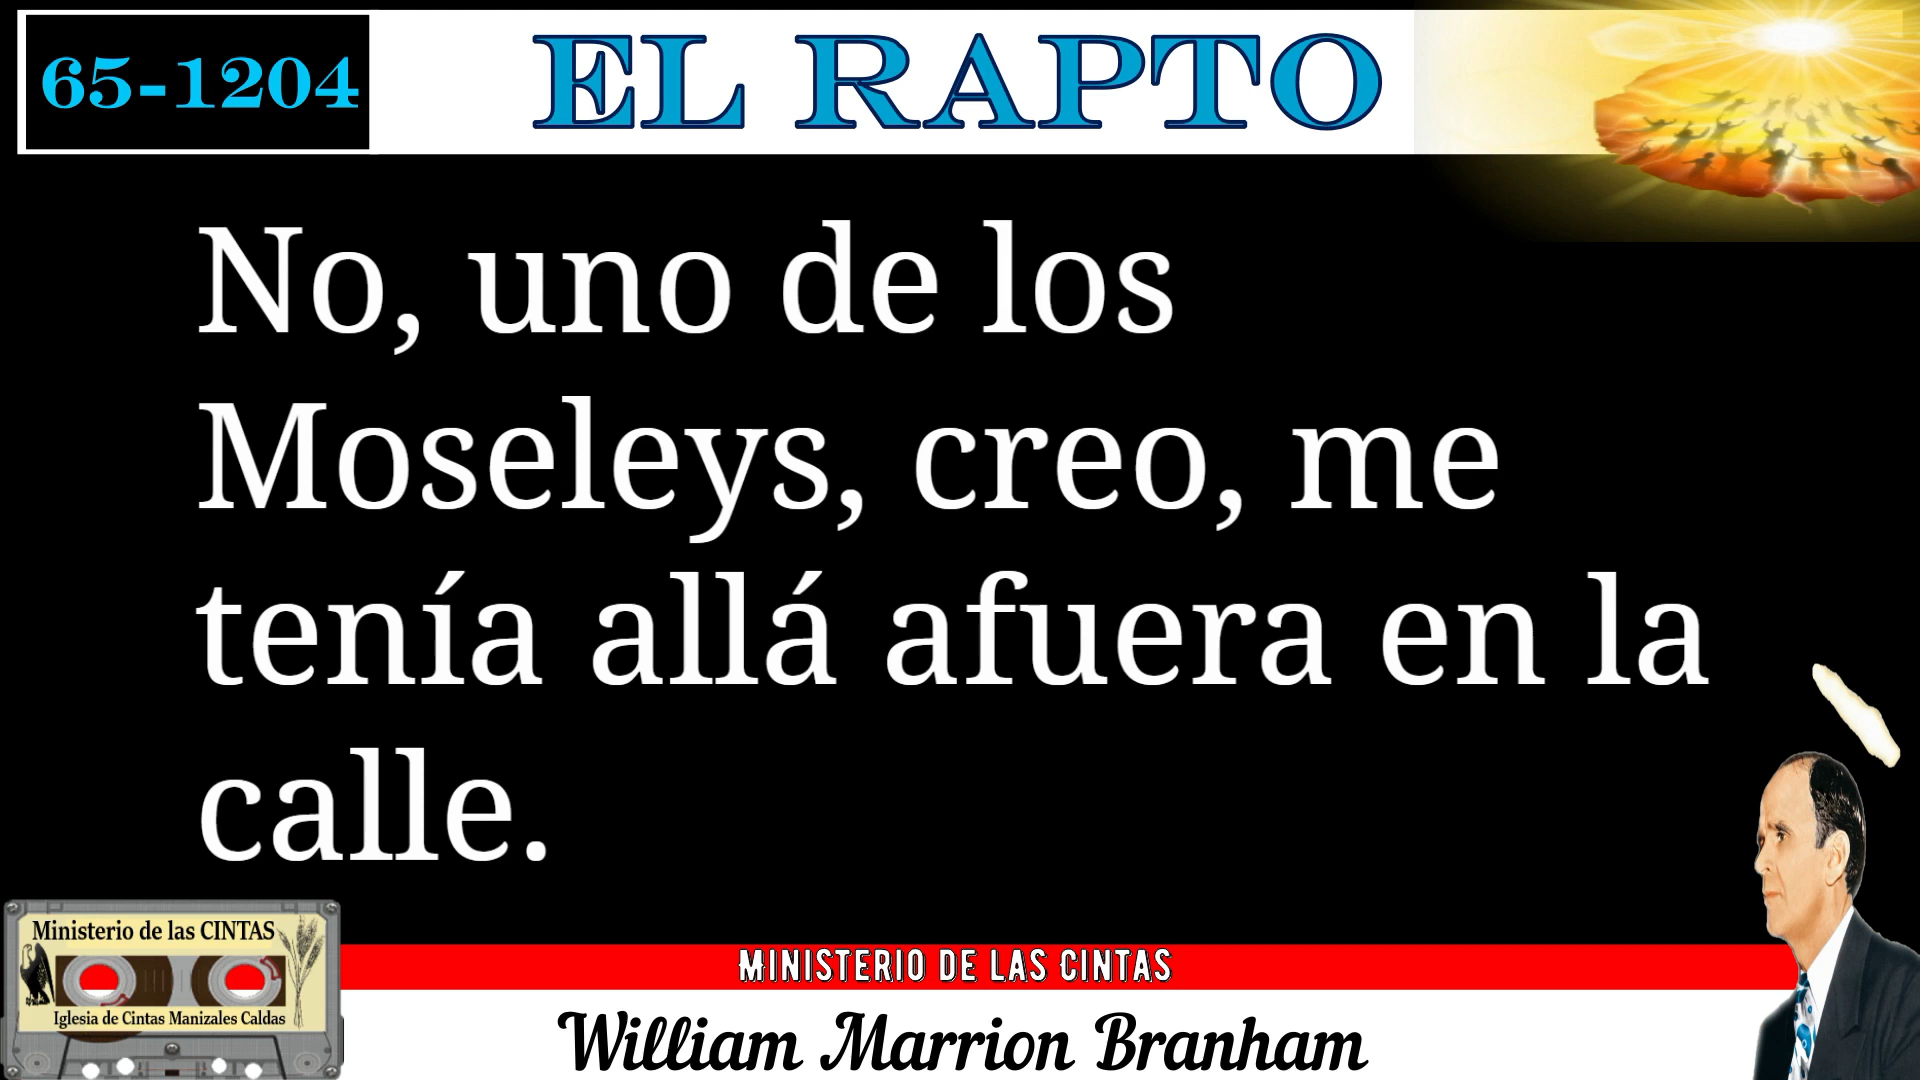 65-1204
EL RAPTO
No, uno de los
Moseleys, creo, me
tenía allá afuera en la
calle.
Ministerio de las CINTAS
Iglesia de Cintas Manizales Caldas
MINISTERIO DE LAS CINTAS
William Marrion Branham